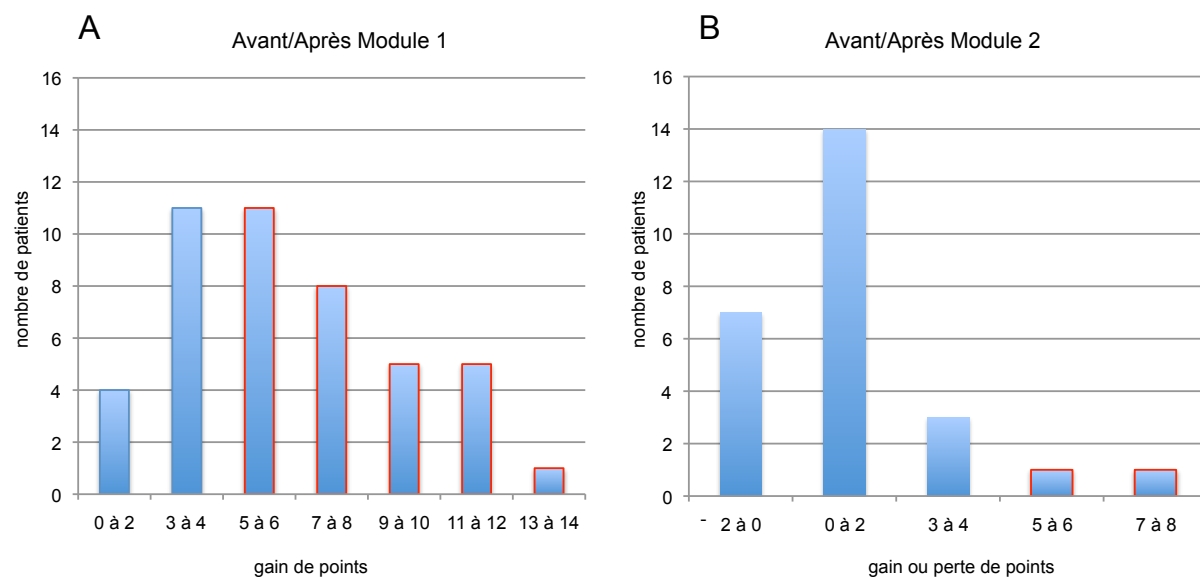 A
Avant/Après Module 1
16
14
12
10
8
6
4
2
0
nombre de patients
0 à 2 3 à 4 5 à 6 7 à 8 9 à 10 11 à 12 13 à 14
gain de points
B
Avant/Après Module 2
16
14
12
10
8
6
4
2
0
nombre de patients
- 2 à 0 0 à 2 3 à 4 5 à 6 7 à 8
gain ou perte de points